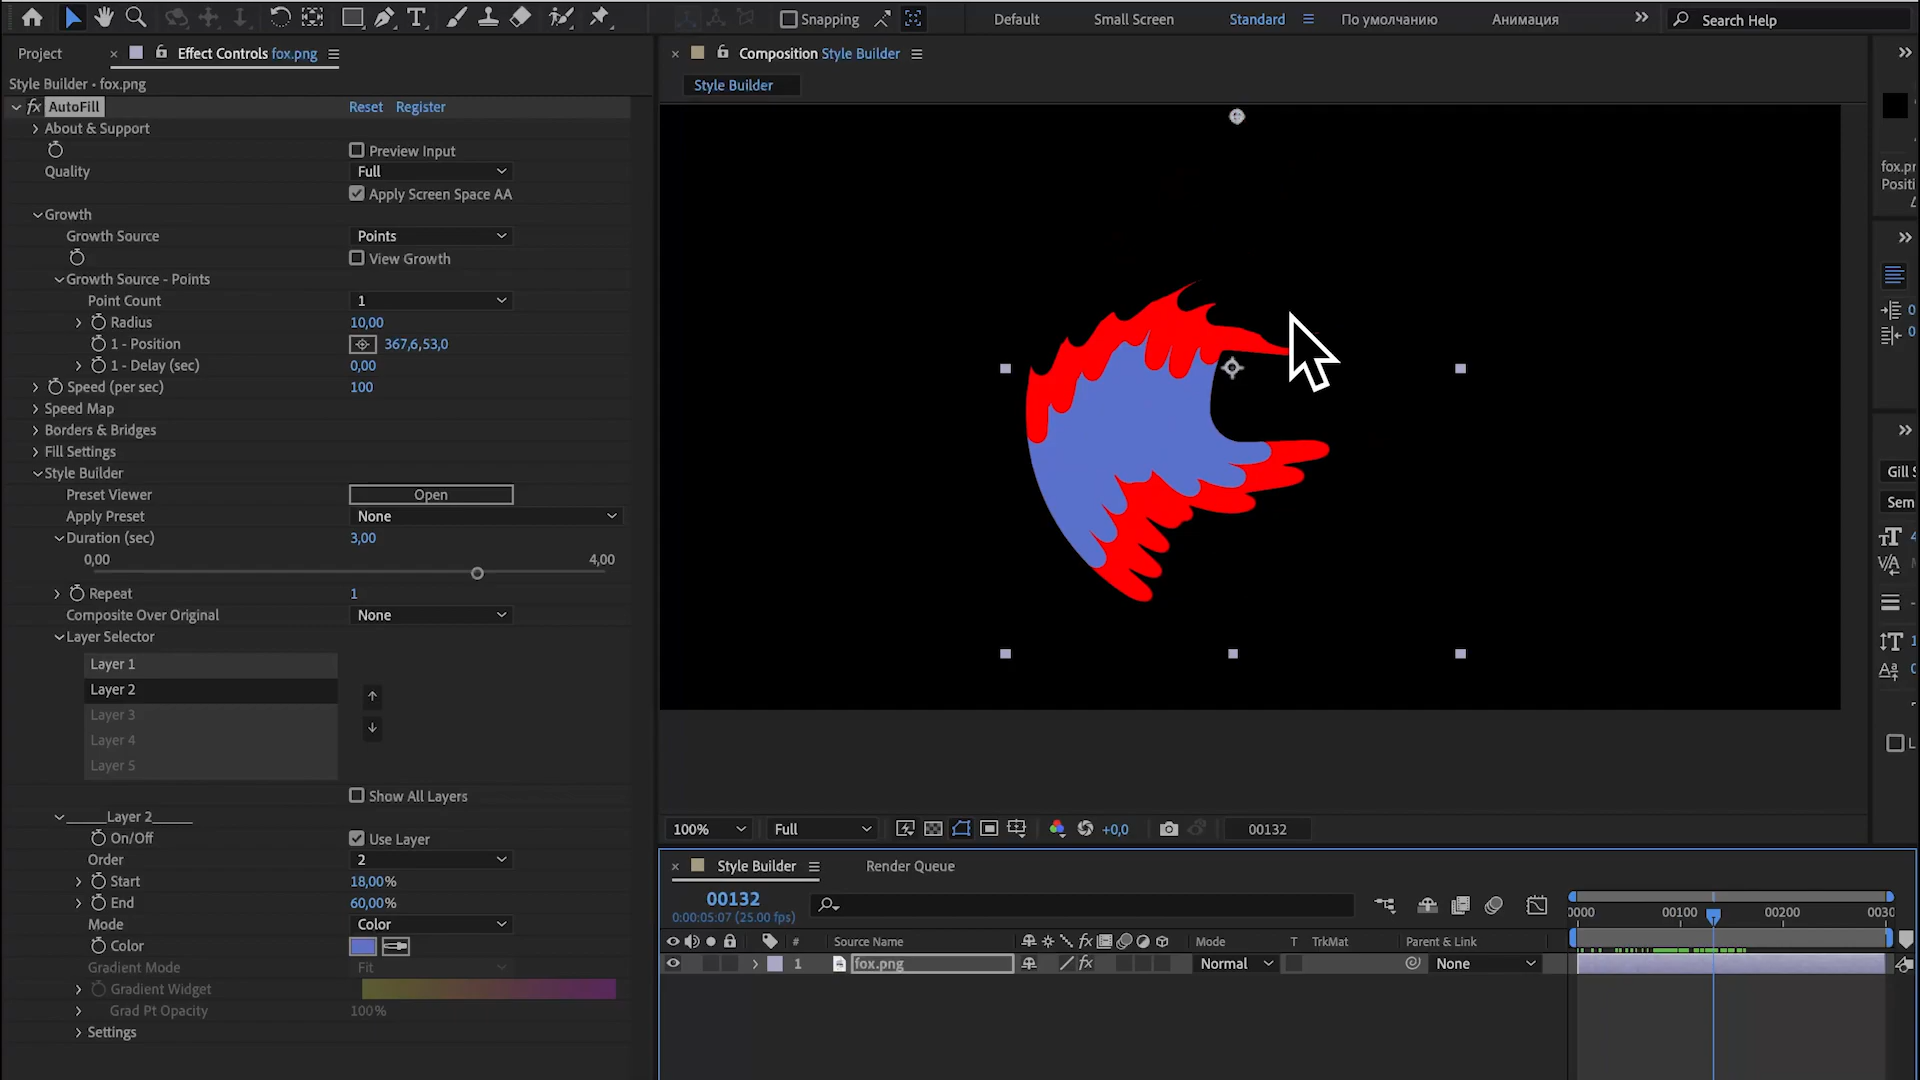 Snapping
Default
Small Screen
Standard
По умолчанию
Анимация
Search Help
Project
Effect Controls fox.png
Composition Style Builder
Style Builder • fox.png
Style Builder
fx AutoFill
Reset
Register
About & Support
Preview Input
Quality
Full
Apply Screen Space AA
Growth
Growth Source
Points
View Growth
Growth Source - Points
Point Count
1
Radius
10,00
1 - Position
367,6,53,0
1 - Delay (sec)
0,00
Speed (per sec)
100
Speed Map
Borders & Bridges
Fill Settings
Style Builder
Preset Viewer
Open
Apply Preset
None
Duration (sec)
3,00
0,00
4,00
Repeat
1
Composite Over Original
None
Layer Selector
Layer 1
Layer 2
Layer 3
Layer 4
Layer 5
Show All Layers
______Layer 2______
On/Off
Use Layer
Order
2
Start
18,00%
End
60,00%
Mode
Color
Color
Gradient Mode
Fit
Gradient Widget
Grad Pt Opacity
100%
Settings
fox.pr
Positi
Gill S
Sem
100%
Full
+0,0
00132
Style Builder
Render Queue
00132
0:00:05:07 (25.00 fps)
0000
00100
00200
0030
#
Source Name
fx
Mode
T
TrkMat
Parent & Link
1
fox.png
fx
Normal
None